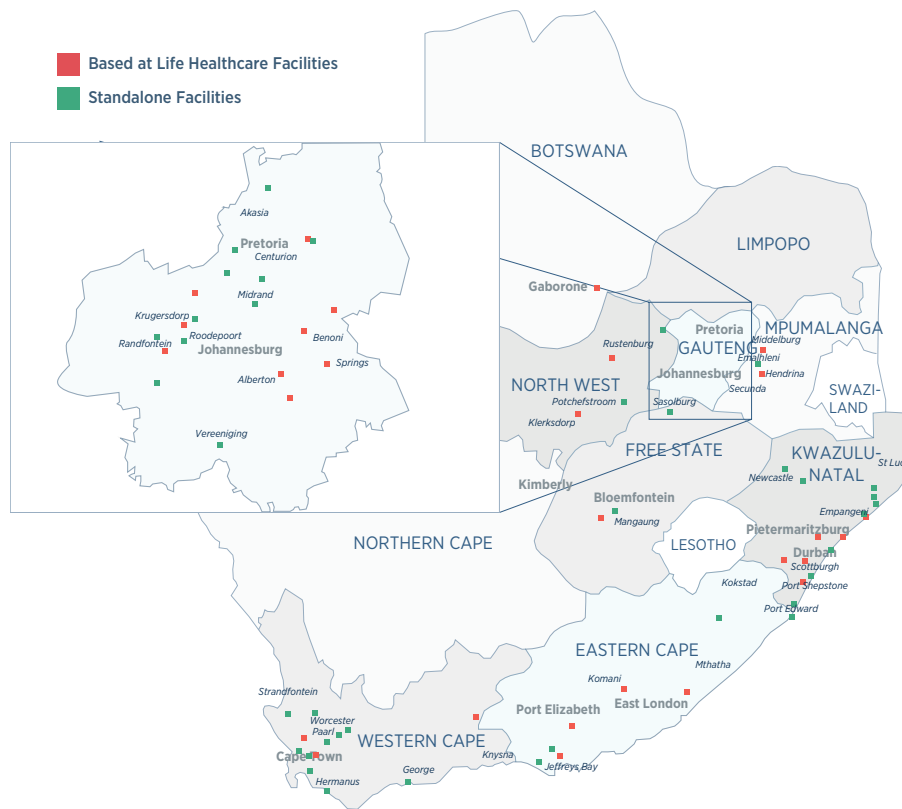 Based at Life Healthcare Facilities
Standalone Facilities
BOTSWANA
Akasia
Pretoria
Centurion
LIMPOPO
Gaborone
Midrand
Krugersdorp
Roodepoort
Randfontein
Johannesburg
Benoni
Springs
Alberton
Vereeniging
Pretoria
MPUMALANGA
Middelburg
Rustenburg
GAUTENG
Emalhleni
Johannesburg
Hendrina
NORTH WEST
Secunda
SWAZI-
LAND
Potchefstroom
Sasolburg
Klerksdorp
FREE STATE
KWAZULU-
NATAL
St Luc
Newcastle
Kimberly
Bloemfontein
Mangaung
Empangeni
Pietermaritzburg
NORTHERN CAPE
LESOTHO
Durban
Scottburgh
Kokstad
Port Shepstone
Port Edward
EASTERN CAPE
Mthatha
Komani
Strandfontein
East London
Port Elizabeth
Worcester
Paarl
WESTERN CAPE
Cape Town
Knysna
Jeffreys Bay
George
Hermanus